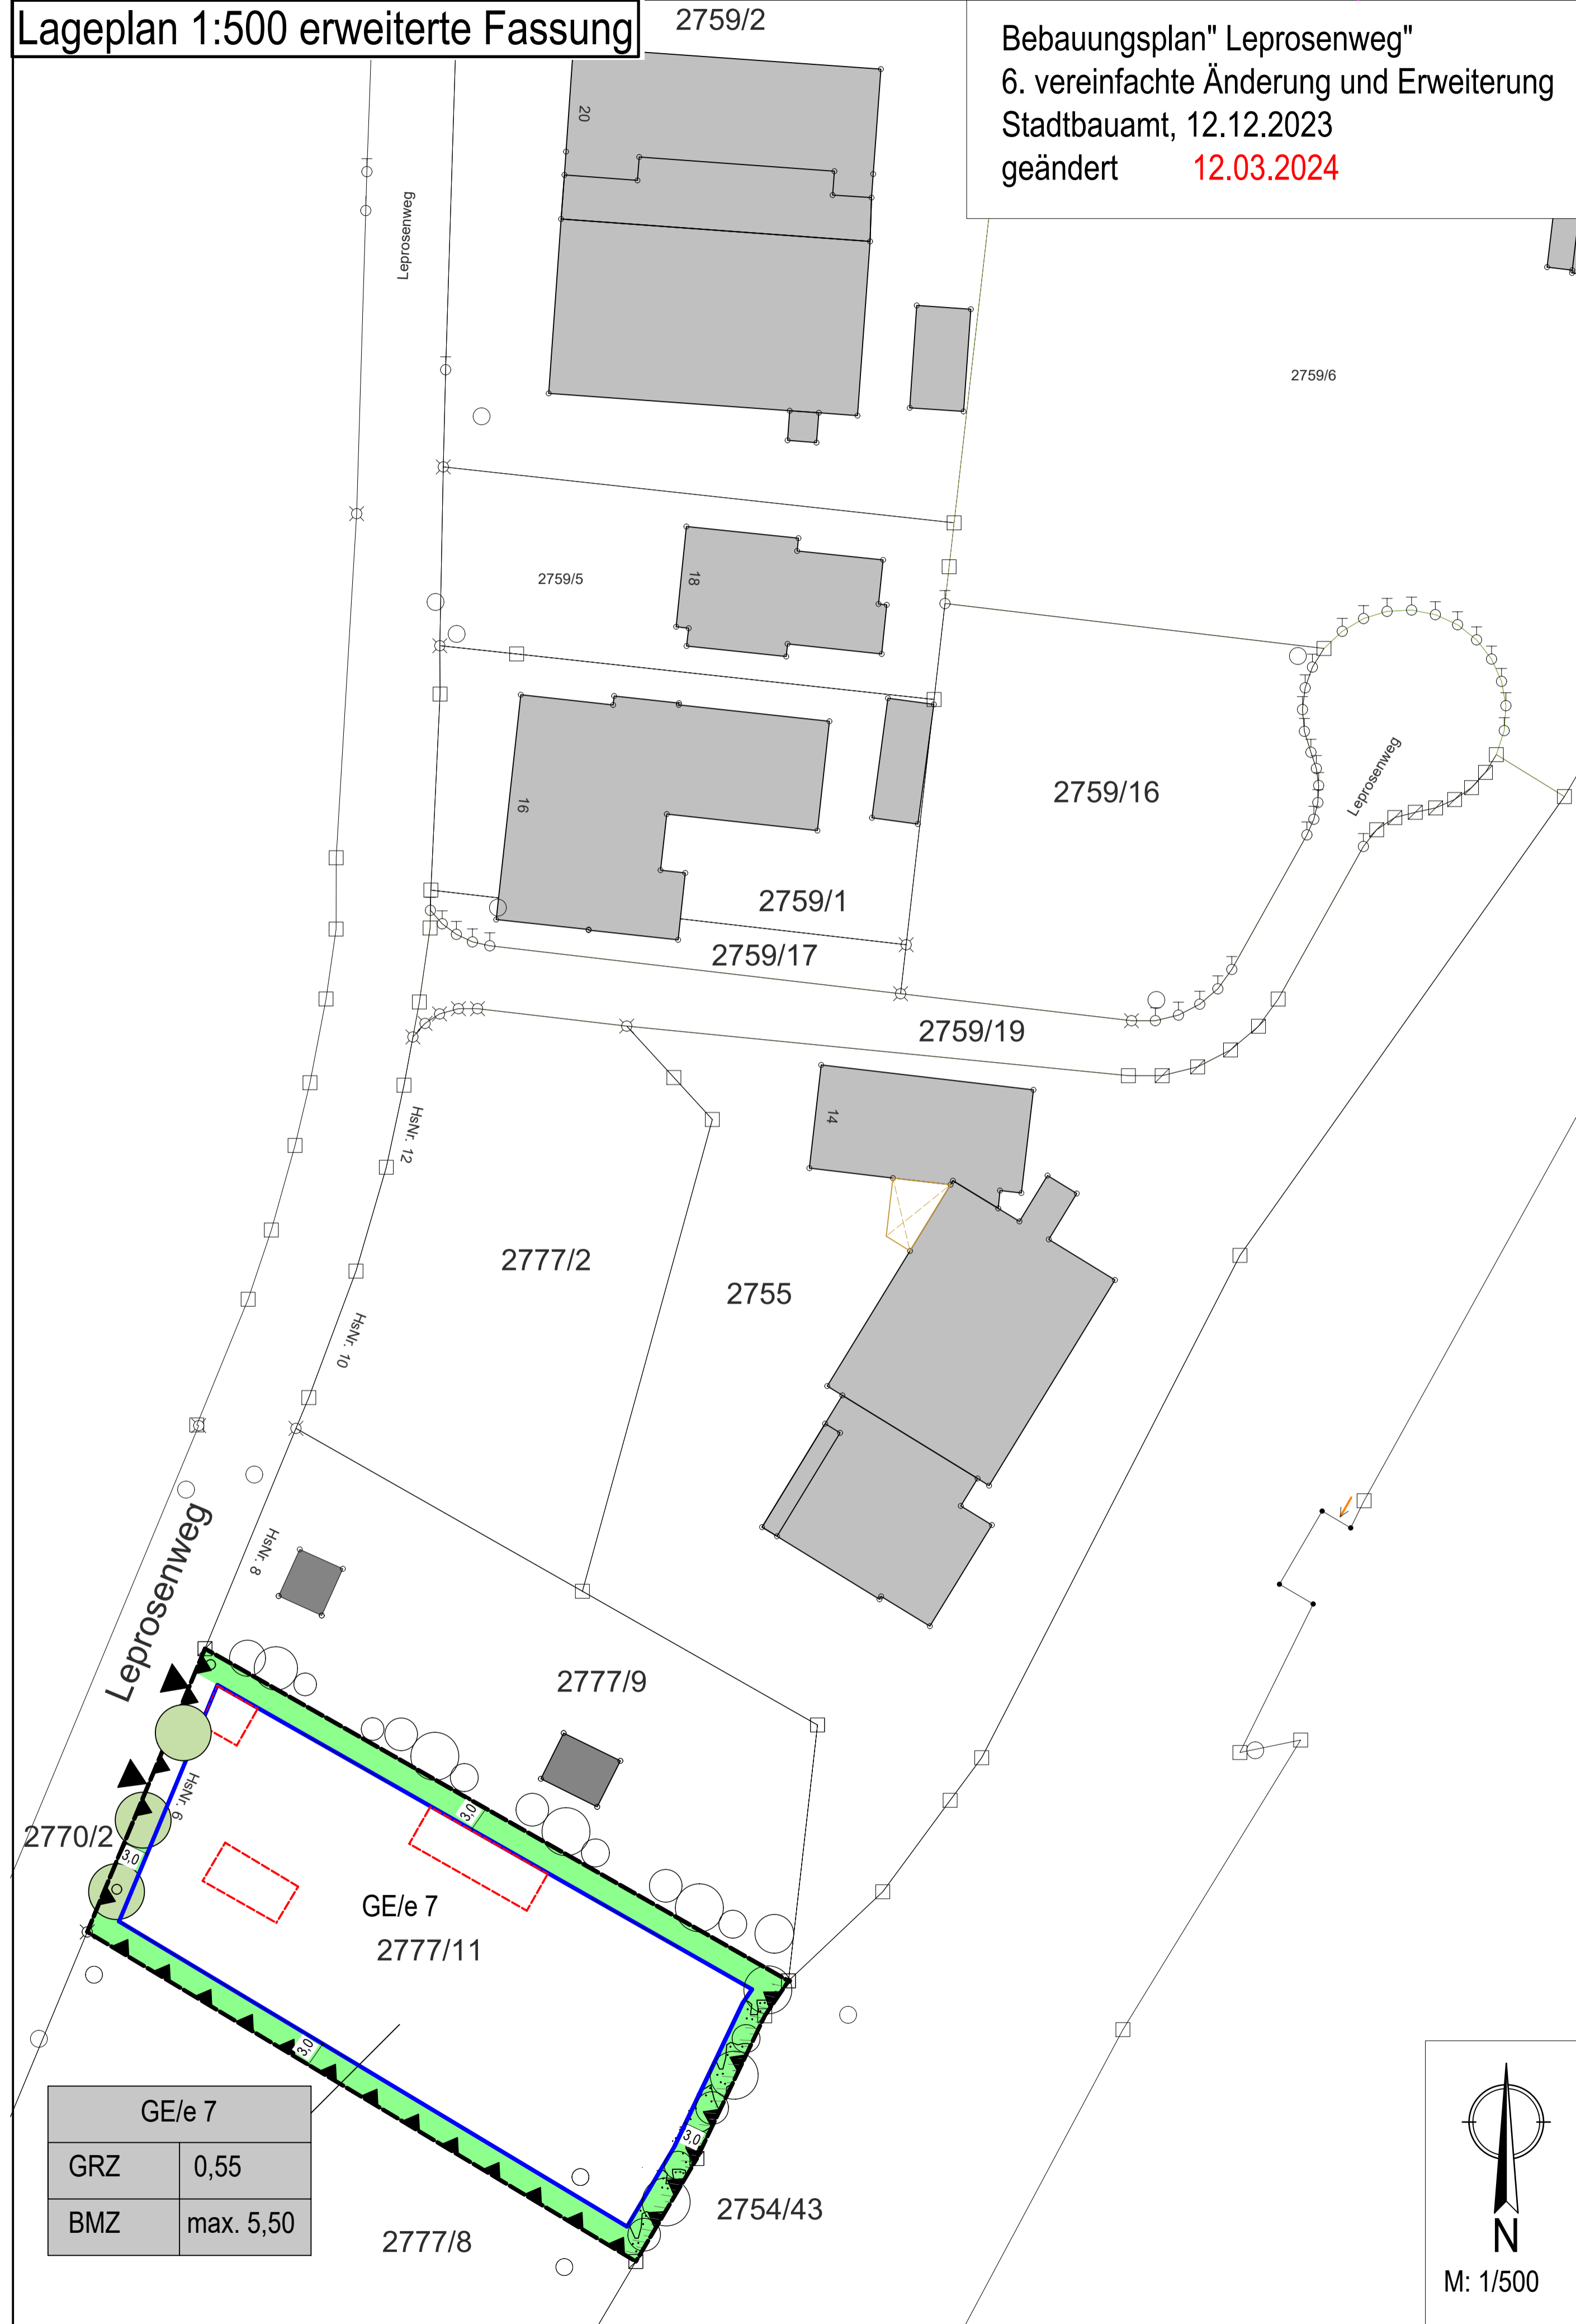 Lageplan 1:500 erweiterte Fassung
2759/2
Bebauungsplan" Leprosenweg"
6. vereinfachte Änderung und Erweiterung
Stadtbauamt, 12.12.2023
geändert 12.03.2024
20
Leprosenweg
2759/6
2759/5
18
16
2759/16
Leprosenweg
2759/1
2759/17
2759/19
14
HsNr. 12
2777/2
2755
HsNr. 10
Leprosenweg
HsNr. 8
2777/9
HsNr. 6
3,0
2770/2
3,0
GE/e 7
2777/11
3,0
3,0
GE/e 7
GRZ 0,55
BMZ max. 5,50
2754/43
2777/8
N
M: 1/500